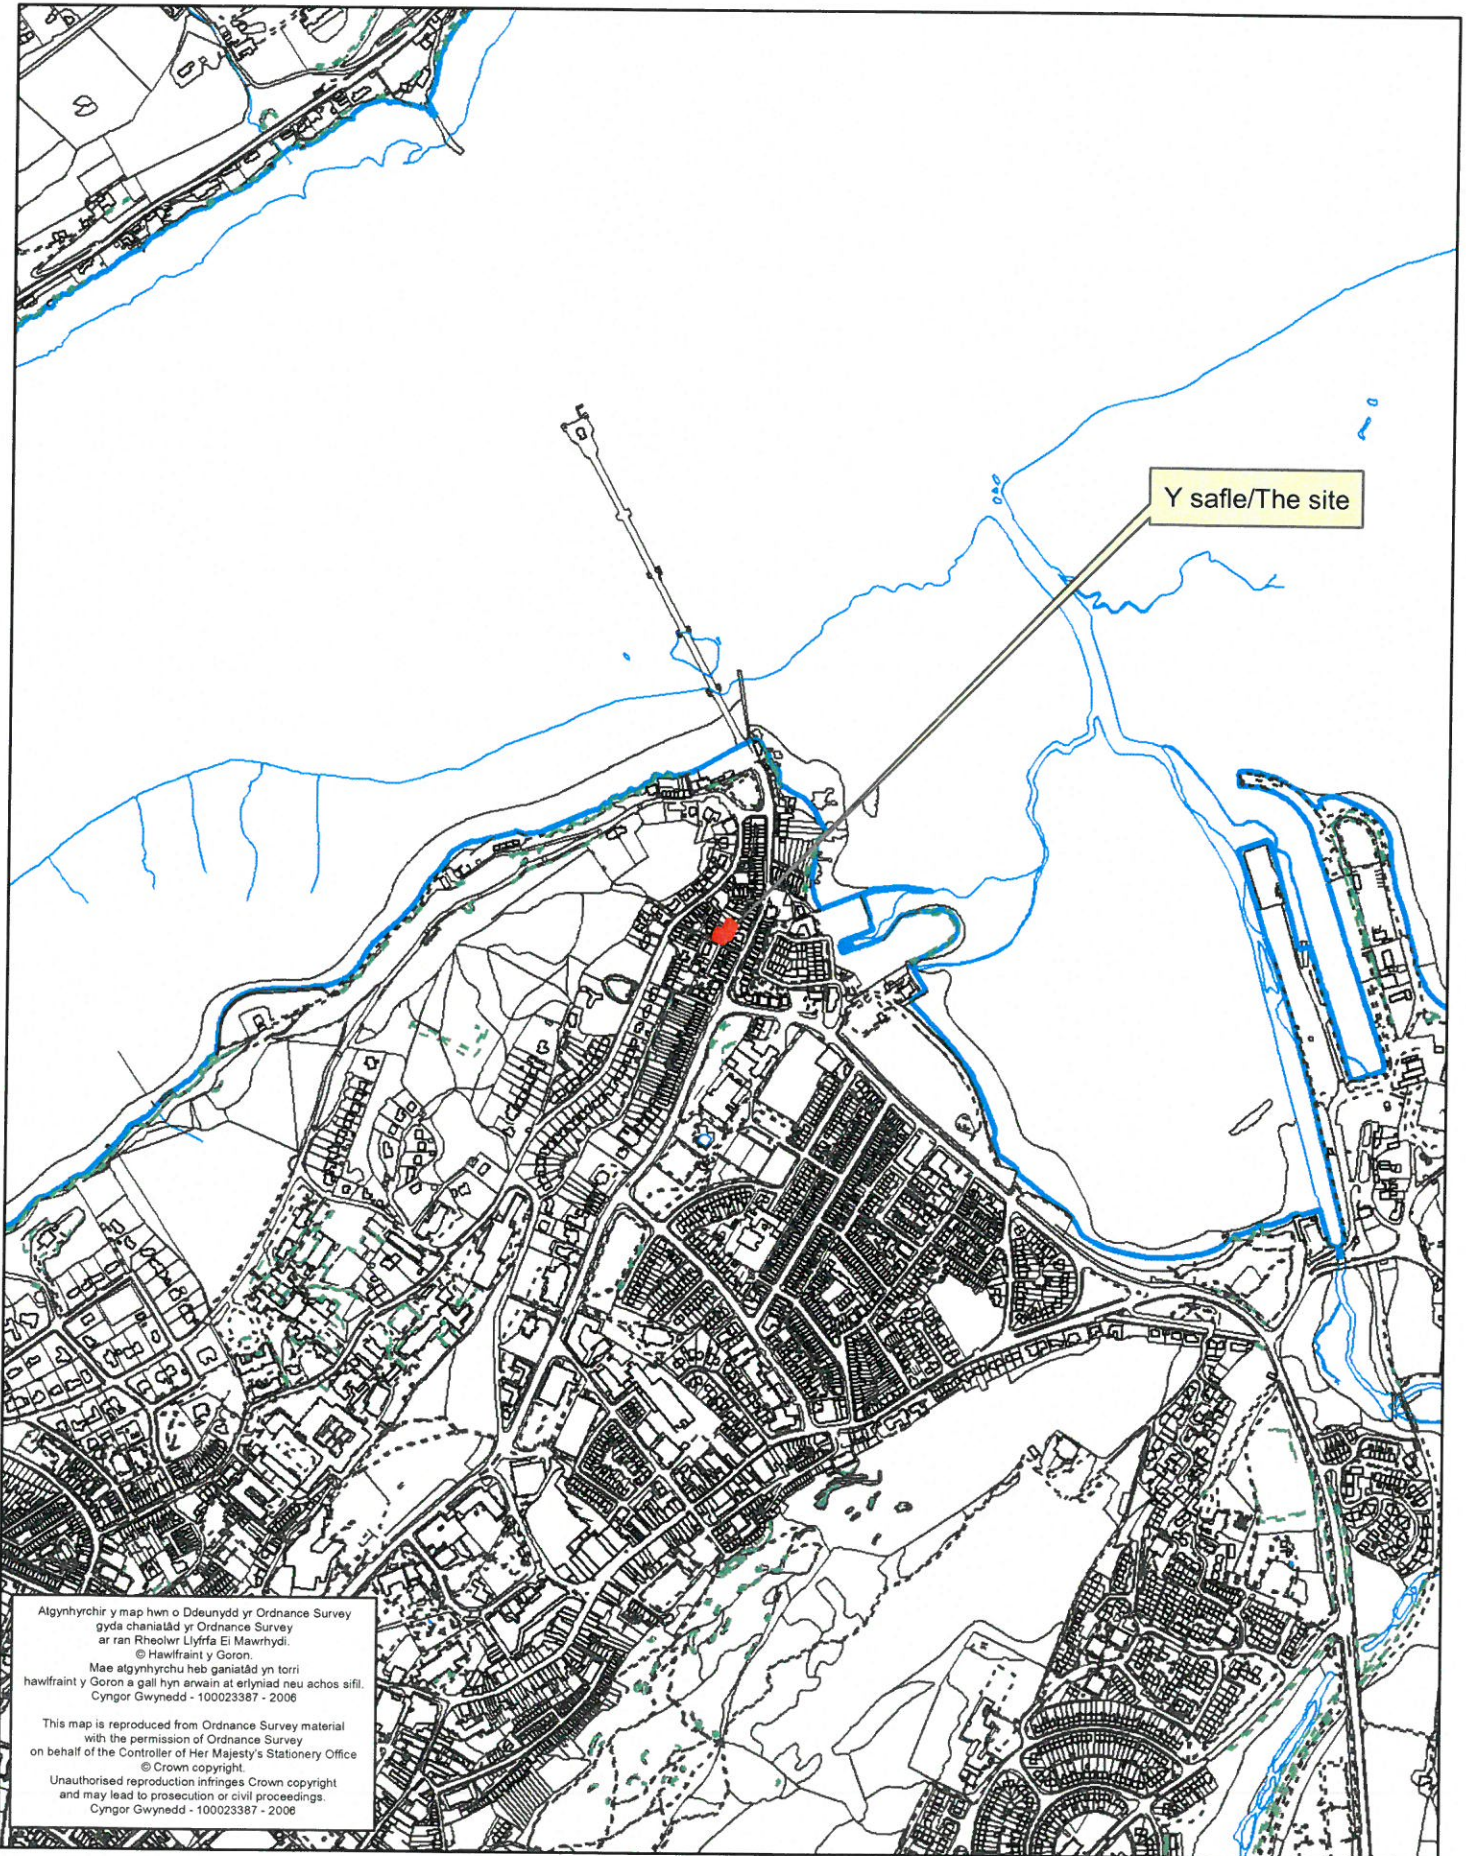 Y safle/The site
Atgynhyrchir y map hwn o Ddeunydd yr Ordnance Survey
gyda chaniatâd yr Ordnance Survey
ar ran Rheolwr Llyfrfa Ei Mawrhydi.
© Hawlfraint y Goron.
Mae atgynhyrchu heb ganiatâd yn torri
hawlfraint y Goron a gall hyn arwain at erlyniad neu achos sifil.
Cyngor Gwynedd - 100023387 - 2006
This map is reproduced from Ordnance Survey material
with the permission of Ordnance Survey
on behalf of the Controller of Her Majesty's Stationery Office
© Crown copyright.
Unauthorised reproduction infringes Crown copyright
and may lead to prosecution or civil proceedings.
Cyngor Gwynedd - 100023387 - 2006